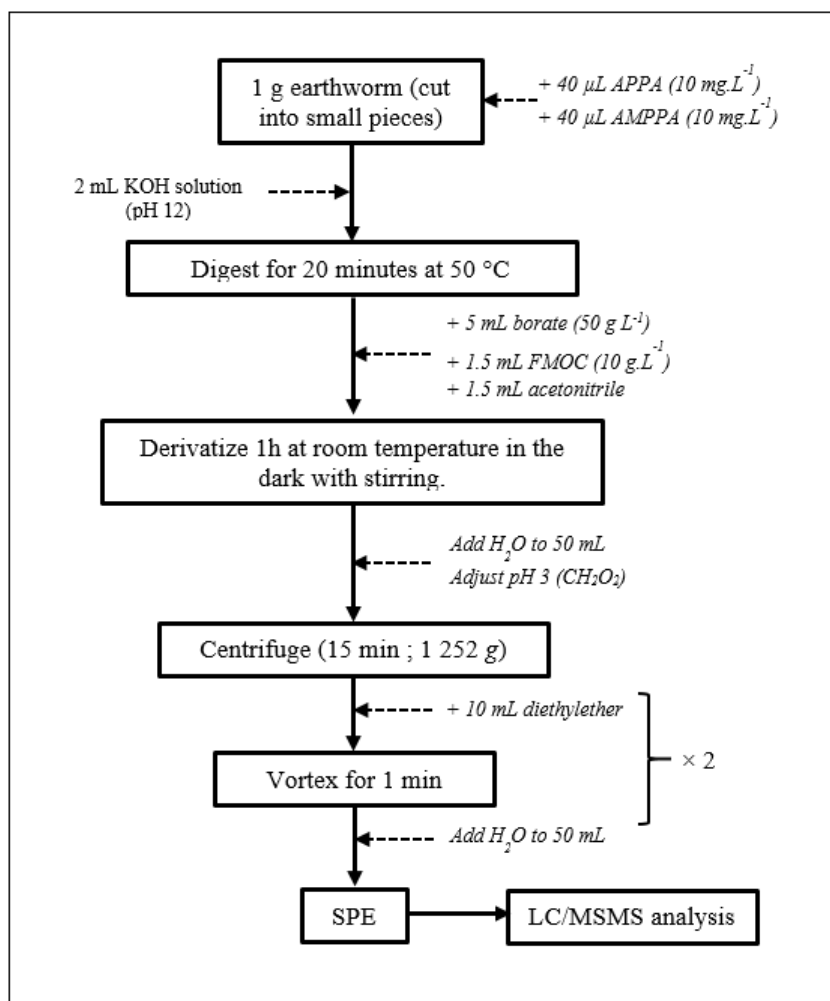 1 g earthworm (cut
into small pieces)
+ 40 µL APPA (10 mg.L⁻¹)
+ 40 µL AMPPA (10 mg.L⁻¹)
2 mL KOH solution
(pH 12)
Digest for 20 minutes at 50 °C
+ 5 mL borate (50 g L⁻¹)
+ 1.5 mL FMOC (10 g.L⁻¹)
+ 1.5 mL acetonitrile
Derivatize 1h at room temperature in the
dark with stirring.
Add H₂O to 50 mL
Adjust pH 3 (CH₂O₂)
Centrifuge (15 min ; 1 252 g)
+ 10 mL diethylether
× 2
Vortex for 1 min
Add H₂O to 50 mL
SPE
LC/MSMS analysis